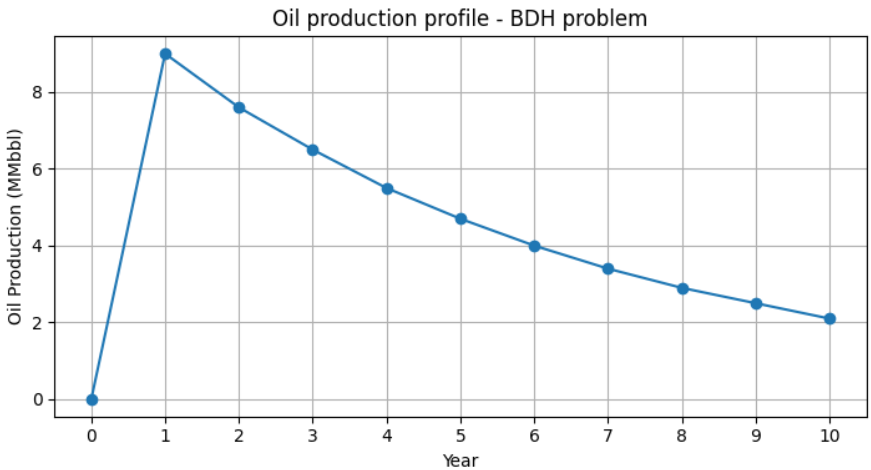 Oil production profile - BDH problem
Oil Production (MMbbl)
8
6
4
2
0
0 1 2 3 4 5 6 7 8 9 10
Year